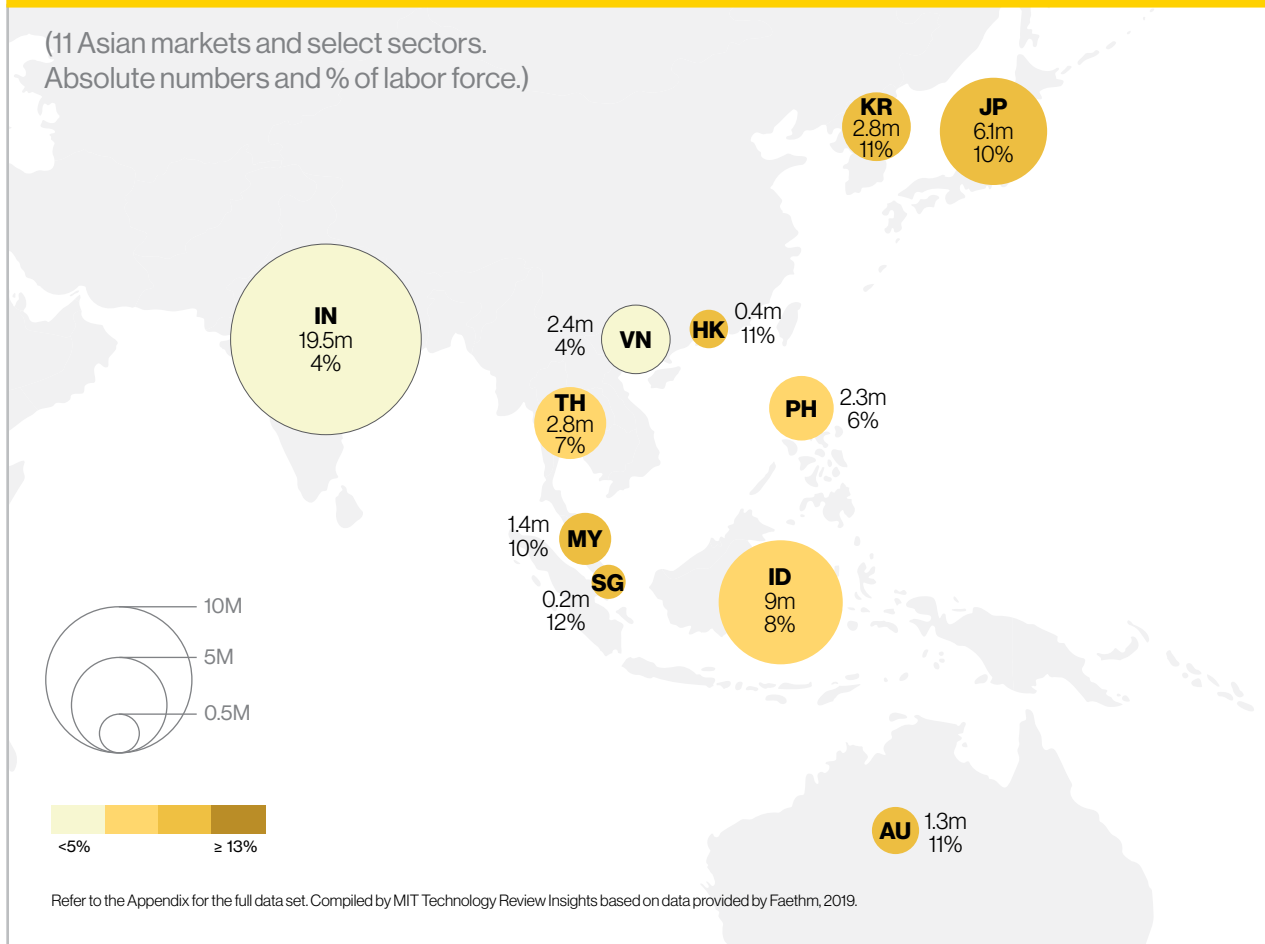 (11 Asian markets and select sectors.
Absolute numbers and % of labor force.)
KR
2.8m
11%
JP
6.1m
10%
IN
19.5m
4%
2.4m
4%
VN
HK
0.4m
11%
TH
2.8m
7%
PH
2.3m
6%
1.4m
10%
MY
SG
0.2m
12%
ID
9m
8%
10M
5M
0.5M
AU
1.3m
11%
<5%
≥ 13%
Refer to the Appendix for the full data set. Compiled by MIT Technology Review Insights based on data provided by Faethm, 2019.